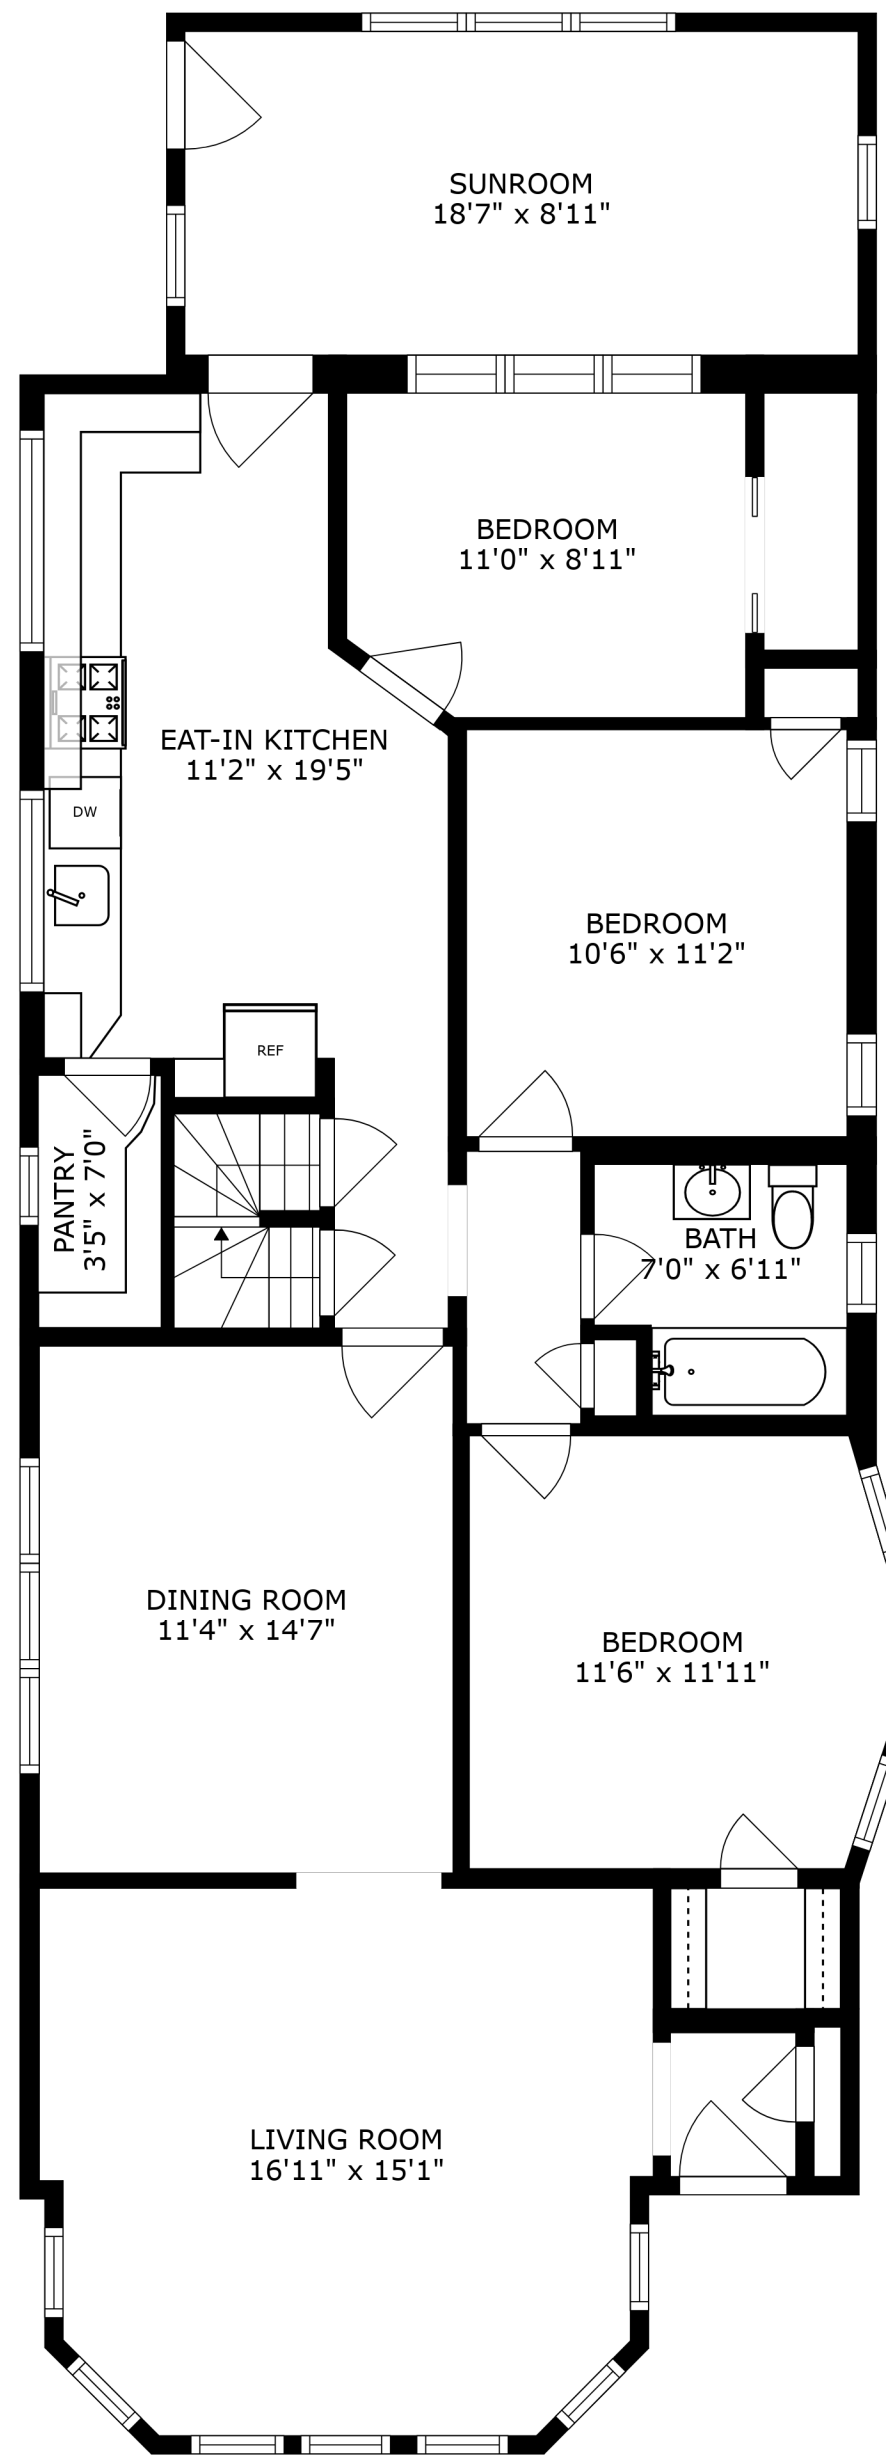 SUNROOM
18'7" x 8'11"
BEDROOM
11'0" x 8'11"
EAT-IN KITCHEN
11'2" x 19'5"
DW
BEDROOM
10'6" x 11'2"
REF
PANTRY
3'5" x 7'0"
BATH
7'0" x 6'11"
DINING ROOM
11'4" x 14'7"
BEDROOM
11'6" x 11'11"
LIVING ROOM
16'11" x 15'1"